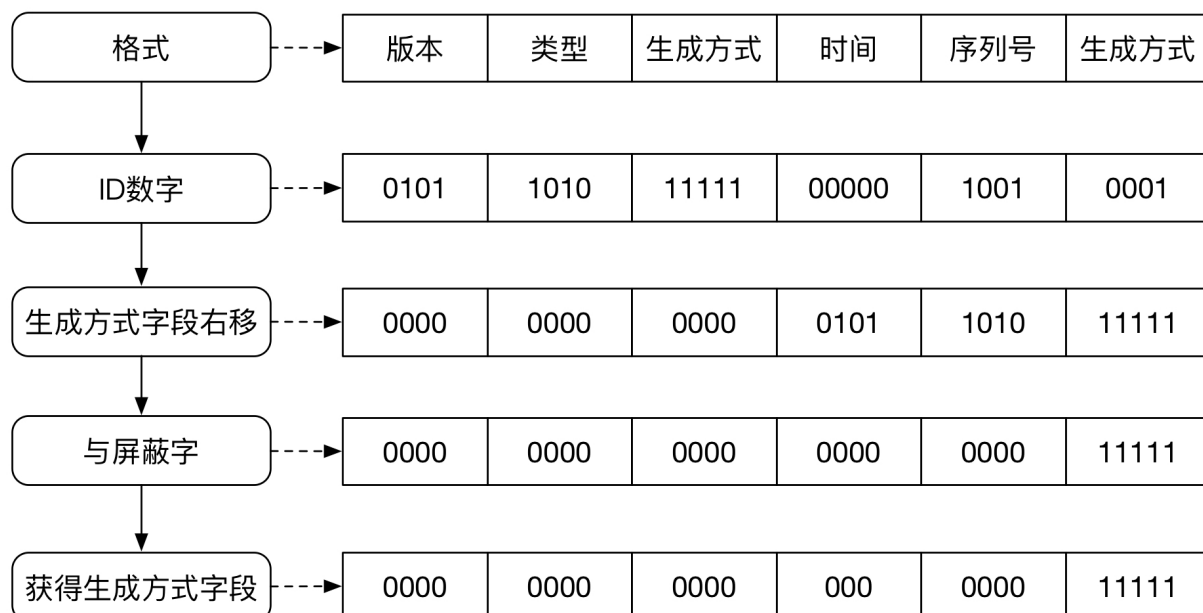 格式 版本 类型 生成方式 时间 序列号 生成方式
ID数字 0101 1010 11111 00000 1001 0001
生成方式字段右移 0000 0000 0000 0101 1010 11111
与屏蔽字 0000 0000 0000 0000 0000 11111
获得生成方式字段 0000 0000 0000 000 0000 11111